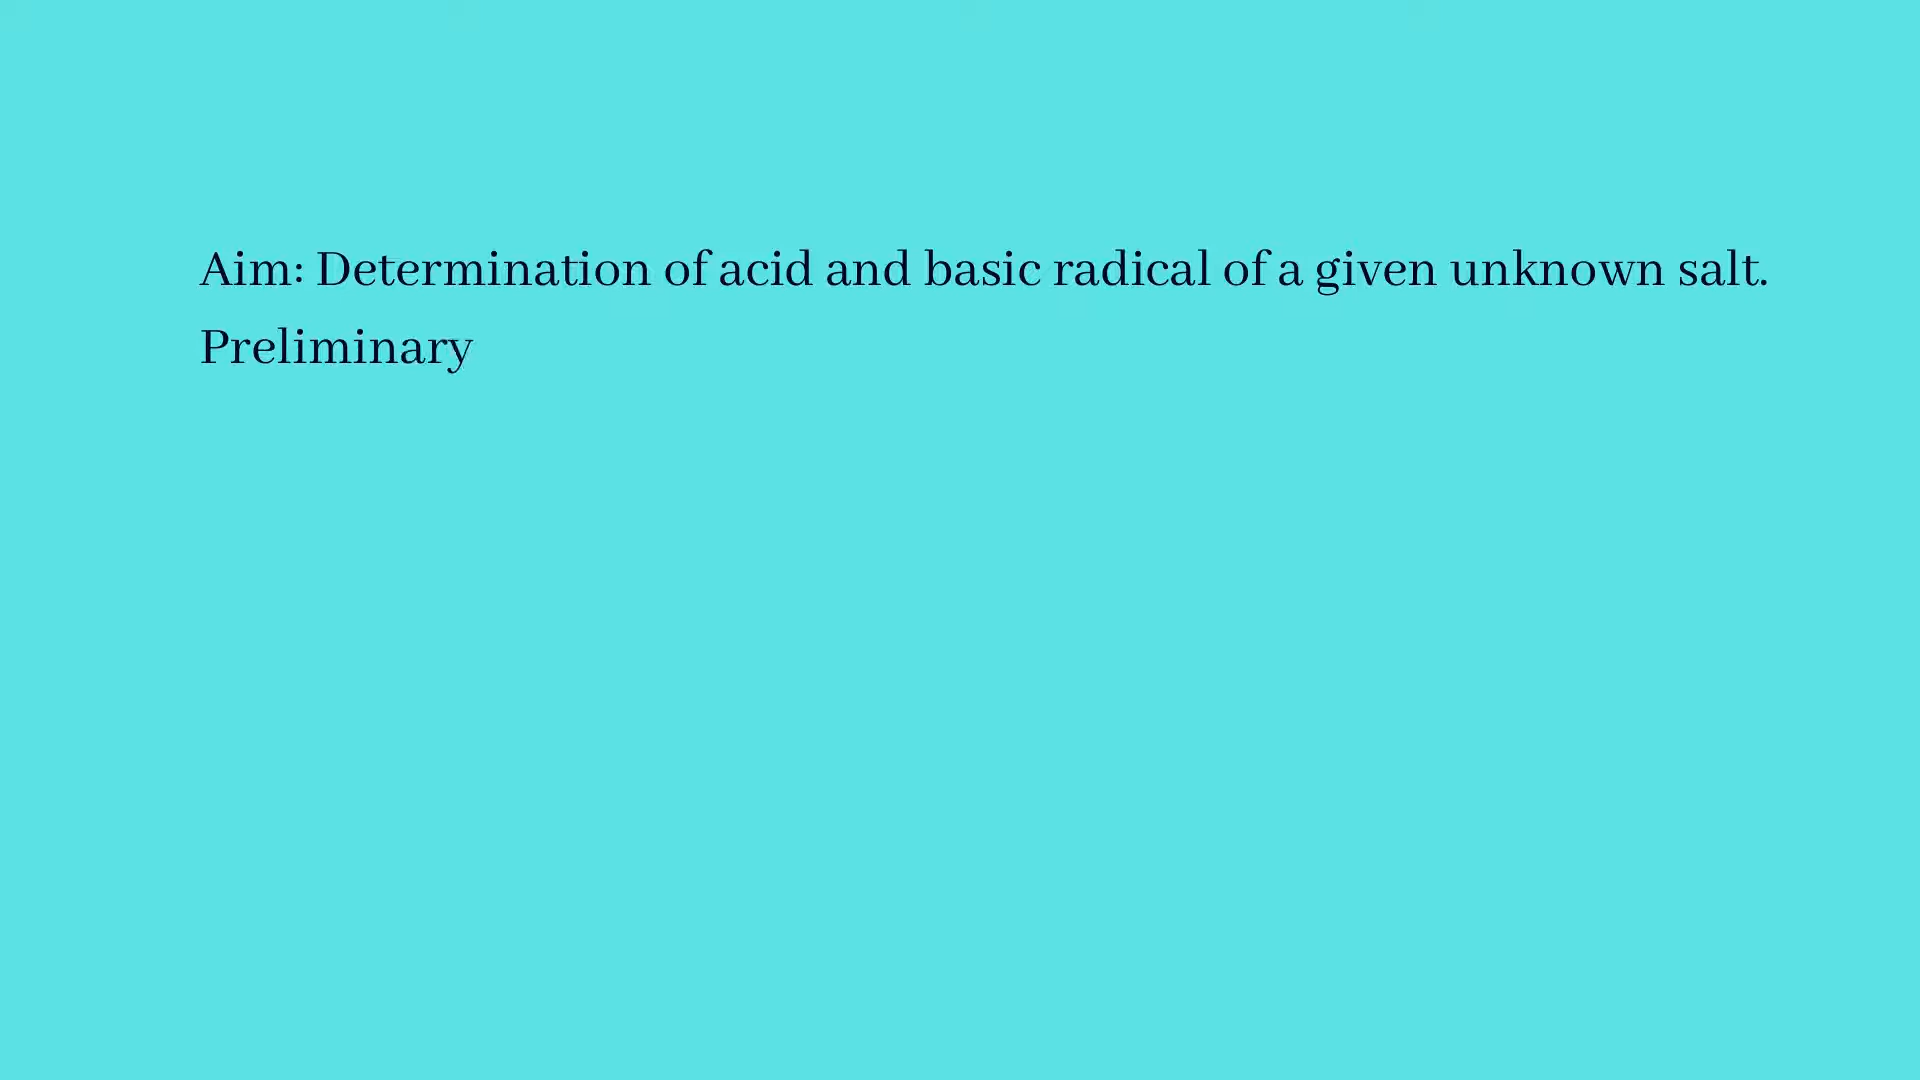 Aim: Determination of acid and basic radical of a given unknown salt.
Preliminary